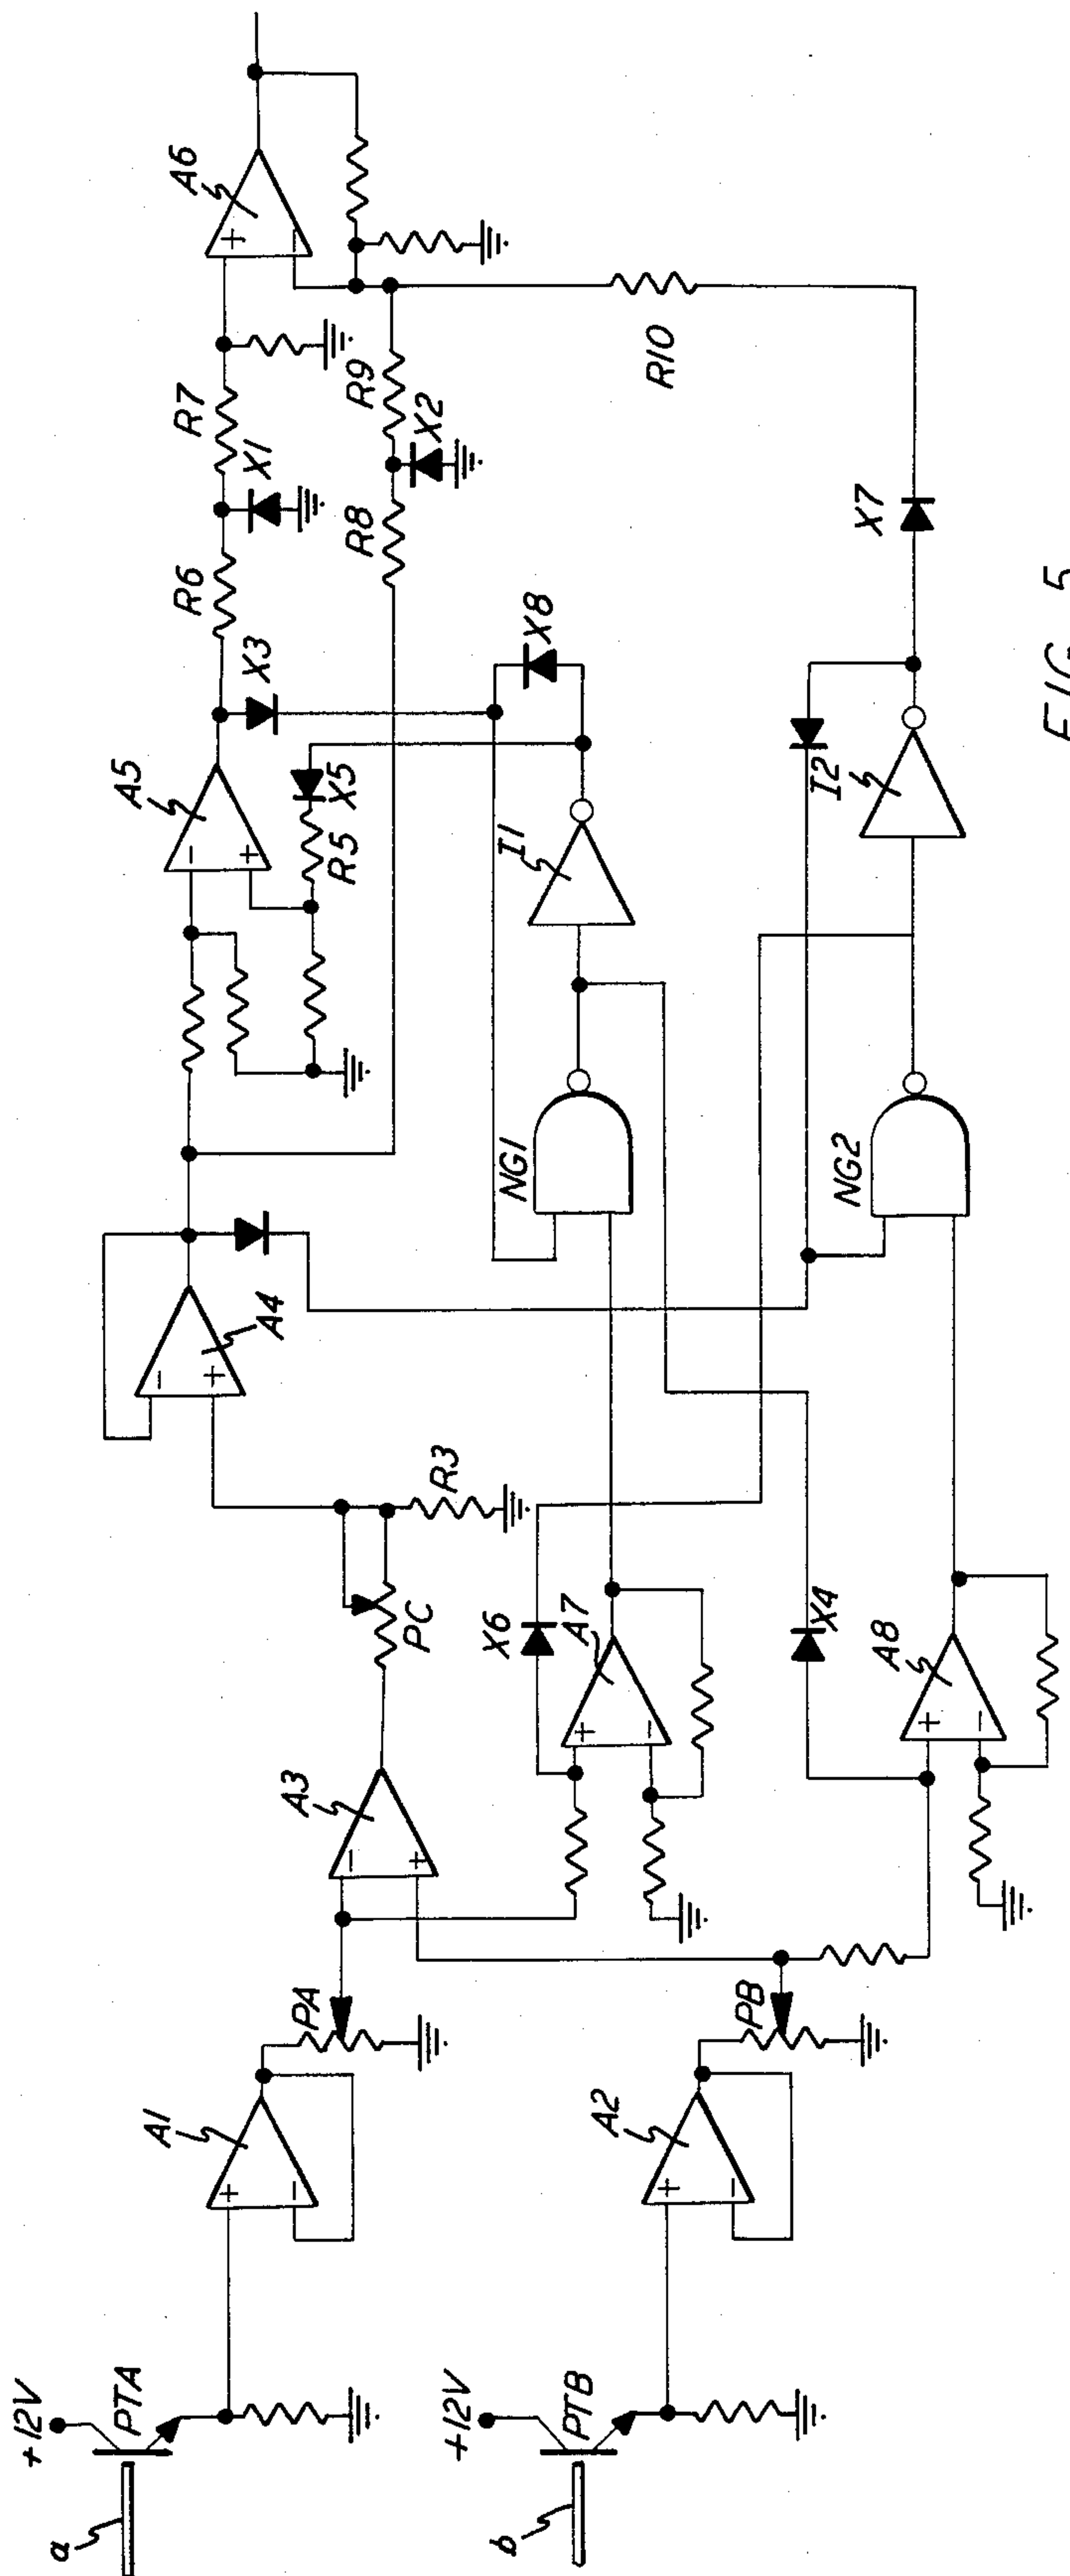 a
+12V
PTA
A1
PA
b
+12V
PTB
A2
PB
A3
PC
R3
A4
A5
X3
R6
X1
R7
A6
R8
X2
R9
R10
X5
R5
X8
I1
NG1
X6
A7
X4
A8
NG2
I2
X7
+
−
+
−
−
+
−
+
−
+
+
−
+
−
+
−
FIG 5